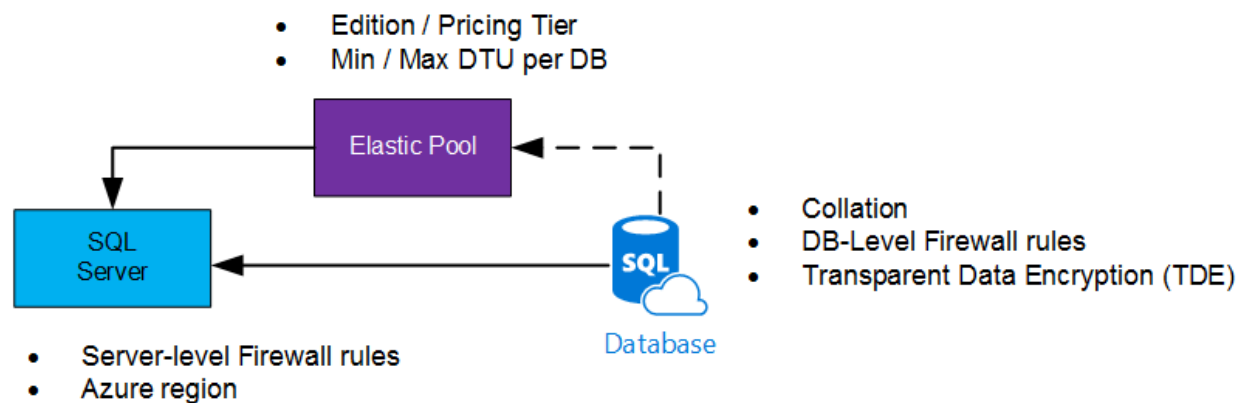 • Edition / Pricing Tier
• Min / Max DTU per DB
Elastic Pool
SQL
Server
SQL
Database
• Collation
• DB-Level Firewall rules
• Transparent Data Encryption (TDE)
• Server-level Firewall rules
• Azure region